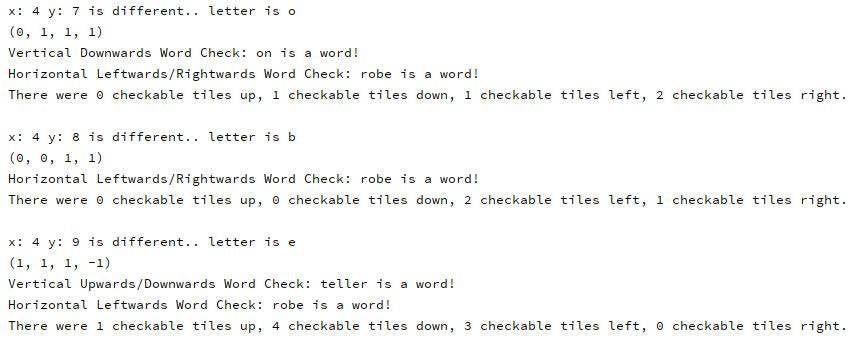 x: 4 y: 7 is different.. letter is o
(0, 1, 1, 1)
Vertical Downwards Word Check: on is a word!
Horizontal Leftwards/Rightwards Word Check: robe is a word!
There were 0 checkable tiles up, 1 checkable tiles down, 1 checkable tiles left, 2 checkable tiles right.
x: 4 y: 8 is different.. letter is b
(0, 0, 1, 1)
Horizontal Leftwards/Rightwards Word Check: robe is a word!
There were 0 checkable tiles up, 0 checkable tiles down, 2 checkable tiles left, 1 checkable tiles right.
x: 4 y: 9 is different.. letter is e
(1, 1, 1, -1)
Vertical Upwards/Downwards Word Check: teller is a word!
Horizontal Leftwards Word Check: robe is a word!
There were 1 checkable tiles up, 4 checkable tiles down, 3 checkable tiles left, 0 checkable tiles right.